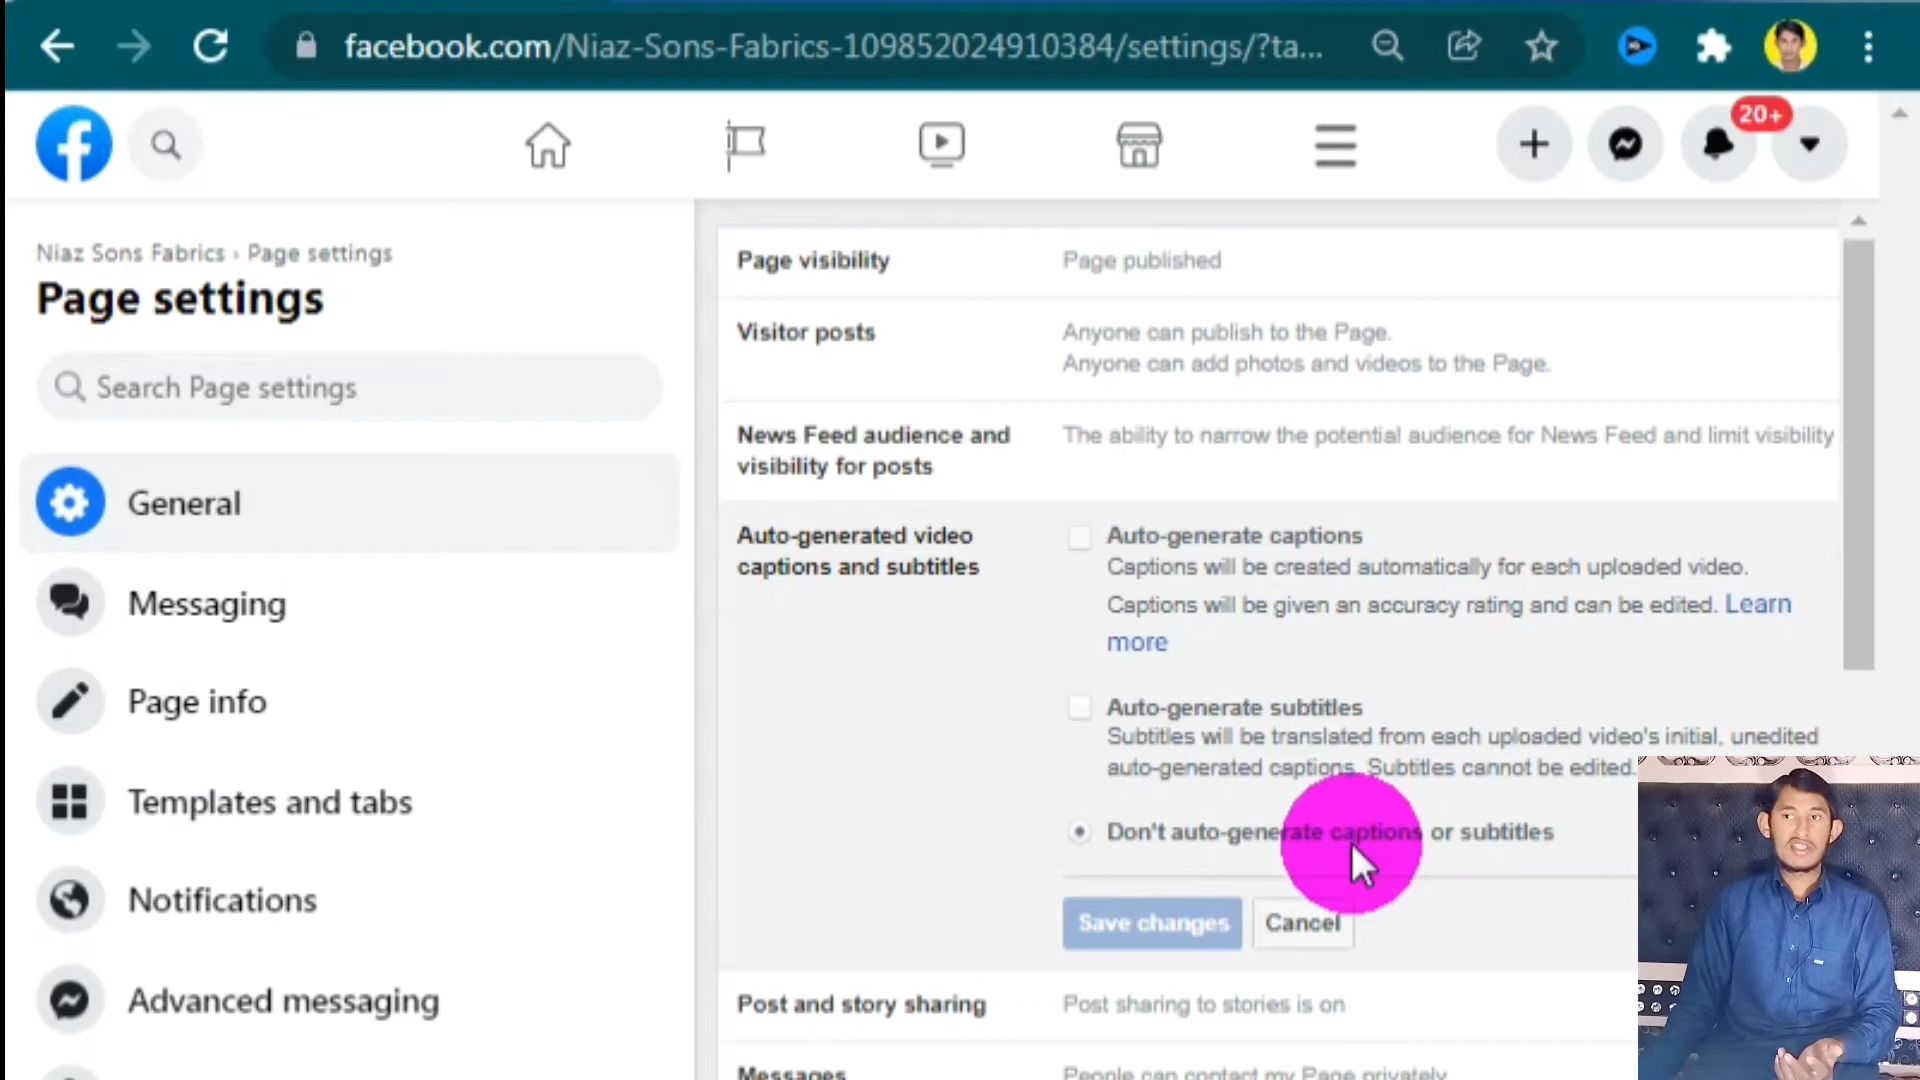 facebook.com/Niaz-Sons-Fabrics-109852024910384/settings/?ta...
20+
Niaz Sons Fabrics › Page settings
Page settings
Search Page settings
General
Messaging
Page info
Templates and tabs
Notifications
Advanced messaging
Page visibility
Page published
Visitor posts
Anyone can publish to the Page.
Anyone can add photos and videos to the Page.
News Feed audience and
visibility for posts
The ability to narrow the potential audience for News Feed and limit visibility
Auto-generated video
captions and subtitles
Auto-generate captions
Captions will be created automatically for each uploaded video.
Captions will be given an accuracy rating and can be edited. Learn
more
Auto-generate subtitles
Subtitles will be translated from each uploaded video's initial, unedited
auto-generated captions. Subtitles cannot be edited.
Don't auto-generate captions or subtitles
Save changes
Cancel
Post and story sharing
Post sharing to stories is on
Messages
People can contact my Page privately